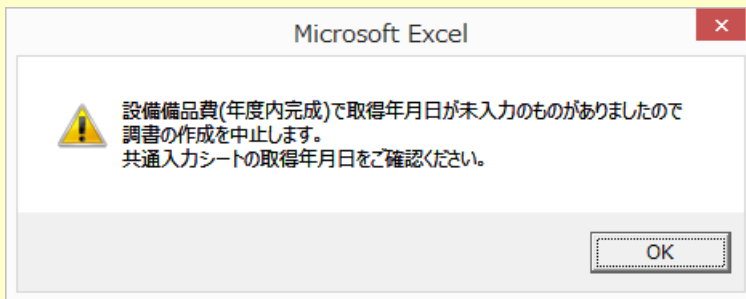 Microsoft Excel
設備備品費(年度内完成)で取得年月日が未入力のものがありましたので
調書の作成を中止します。
共通入力シートの取得年月日をご確認ください。
OK